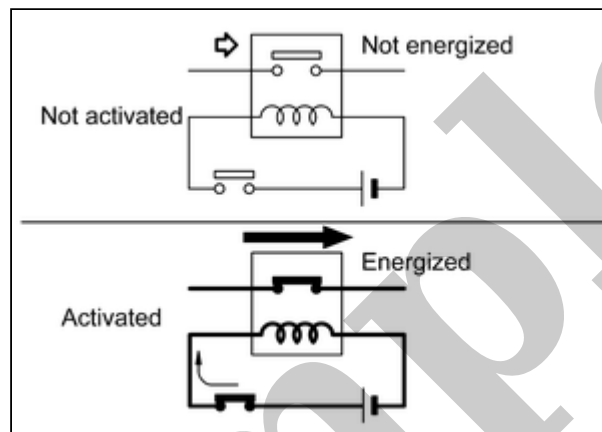 Not energized
Not activated
Energized
Activated